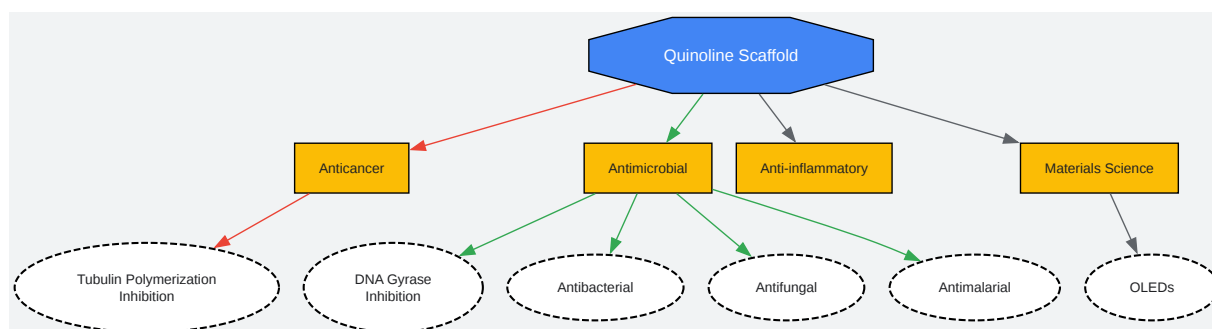 Quinoline Scaffold
Anticancer
Antimicrobial
Anti-inflammatory
Materials Science
Tubulin Polymerization
Inhibition
DNA Gyrase
Inhibition
Antibacterial
Antifungal
Antimalarial
OLEDs